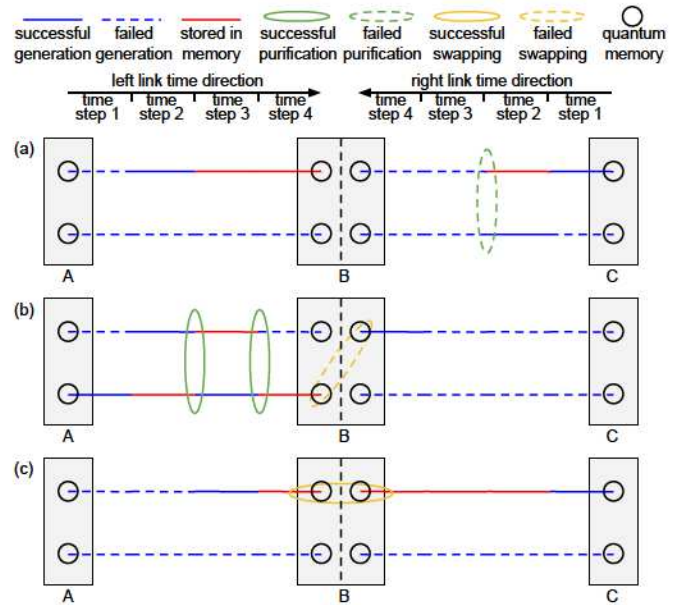 successful generation
failed generation
stored in memory
successful purification
failed purification
successful swapping
failed swapping
quantum memory
left link time direction
right link time direction
time step 1
time step 2
time step 3
time step 4
time step 4
time step 3
time step 2
time step 1
(a)
A
B
C
(b)
A
B
C
(c)
A
B
C